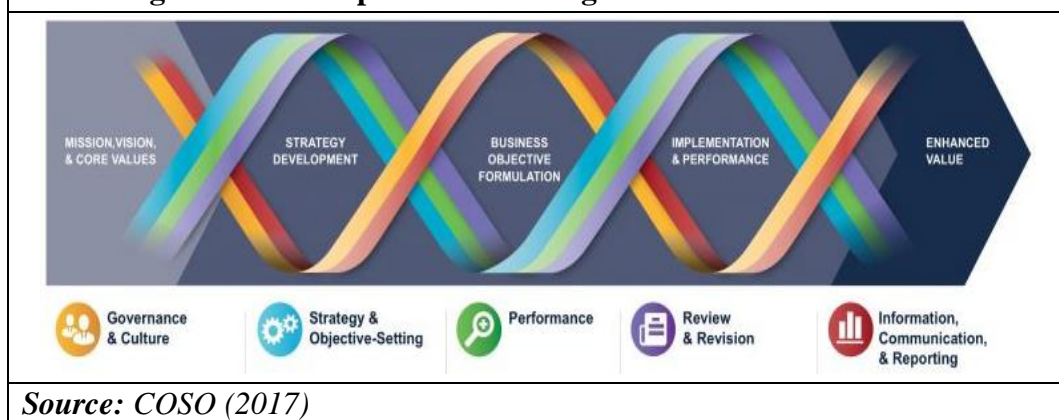 MISSION, VISION,
& CORE VALUES
STRATEGY
DEVELOPMENT
BUSINESS
OBJECTIVE
FORMULATION
IMPLEMENTATION
& PERFORMANCE
ENHANCED
VALUE
Governance
& Culture
Strategy &
Objective-Setting
Performance
Review
& Revision
Information,
Communication,
& Reporting
Source: COSO (2017)